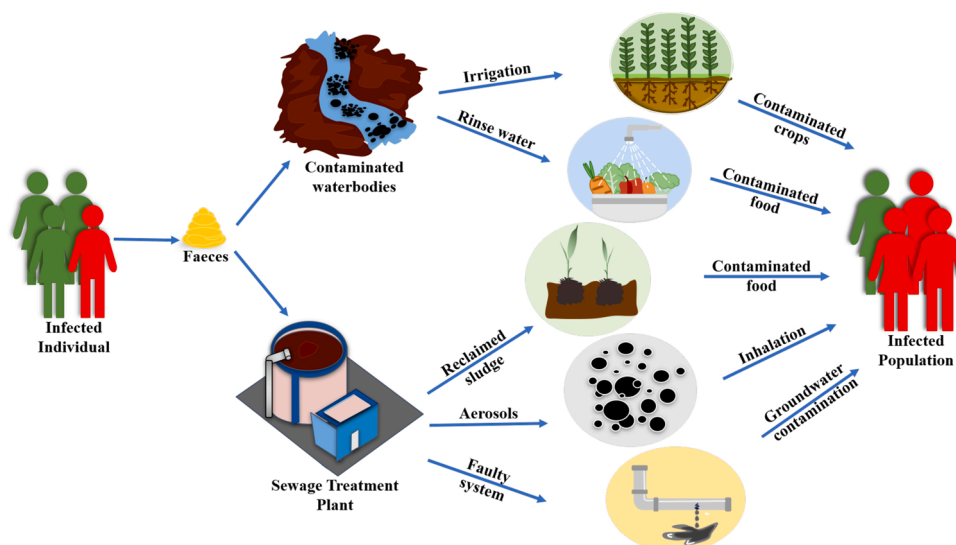 Irrigation
Rinse water
Contaminated
waterbodies
Contaminated
crops
Contaminated
food
Infected
Individual
Faeces
Contaminated
food
Infected
Population
Reclaimed
sludge
Inhalation
Aerosols
Groundwater
contamination
Faulty
system
Sewage Treatment
Plant